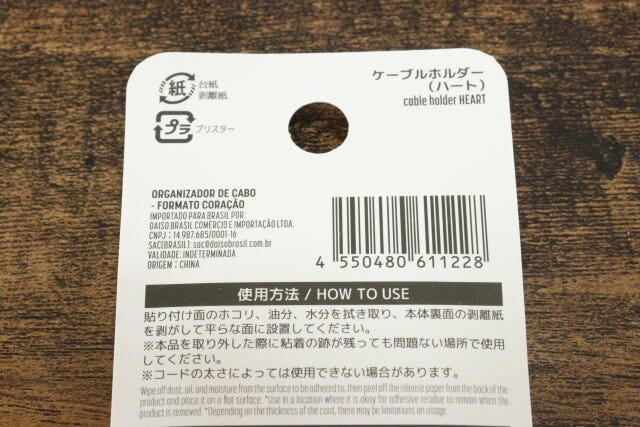 紙
台紙
剥離紙
プラ
ブリスター
ケーブルホルダー
（ハート）
cable holder HEART
ORGANIZADOR DE CABO
- FORMATO CORAÇÃO
IMPORTADO PARA BRASIL POR:
DAISO BRASIL COMÉRCIO E IMPORTAÇÃO LTDA.
CNPJ：14.987.685/0001-16
SAC(BRASIL): sac@daisobrasil.com.br
VALIDADE: INDETERMINADA
ORIGEM：CHINA
4 550480 611228
使用方法 / HOW TO USE
貼り付け面のホコリ、油分、水分を拭き取り、本体裏面の剥離紙
を剥がして平らな面に設置してください。
※本品を取り外した際に粘着の跡が残っても問題ない場所で使用
してください。
※コードの太さによっては使用できない場合があります。
Wipe off dust, oil, and moisture from the surface to be adhered to, then peel off the release paper from the back of the
product and place it on a flat surface. *Use in a location where it is okay for adhesive residue to remain when the
product is removed. *Depending on the thickness of the cord, there may be limitations on usage.